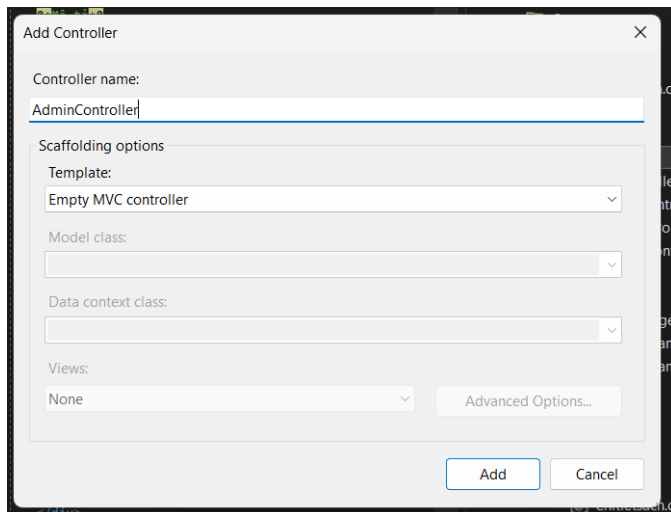 Add Controller
Controller name:
AdminController
Scaffolding options
Template:
Empty MVC controller
Model class:
Data context class:
Views:
None
Advanced Options...
Add
Cancel